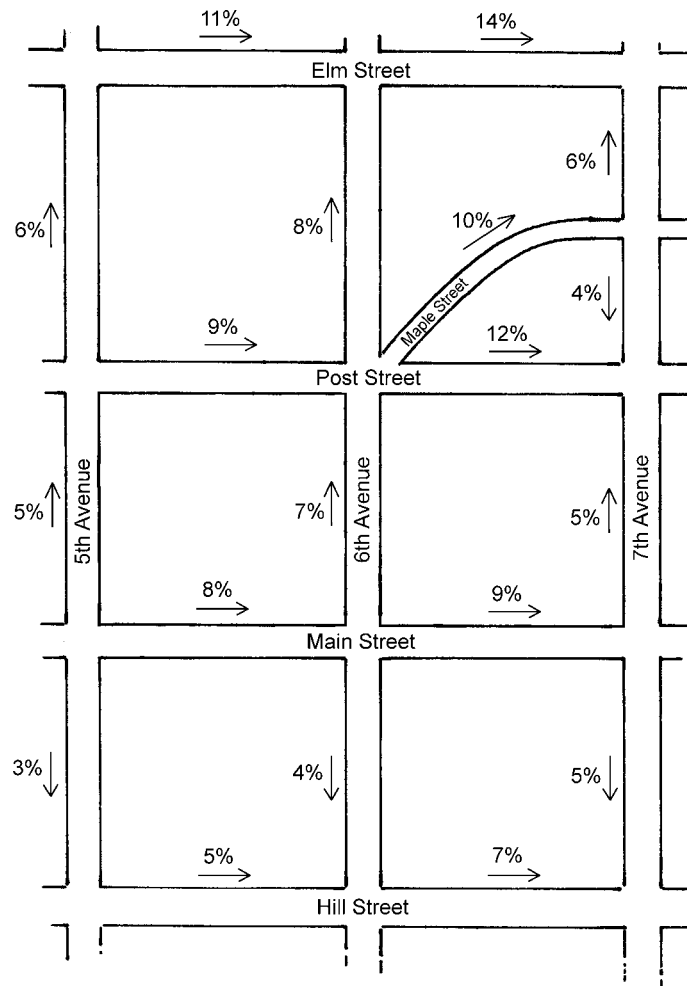 11%
14%
Elm Street
6%
8%
6%
10%
Maple Street
4%
9%
12%
Post Street
5%
5th Avenue
7%
6th Avenue
5%
7th Avenue
8%
9%
Main Street
3%
4%
5%
5%
7%
Hill Street